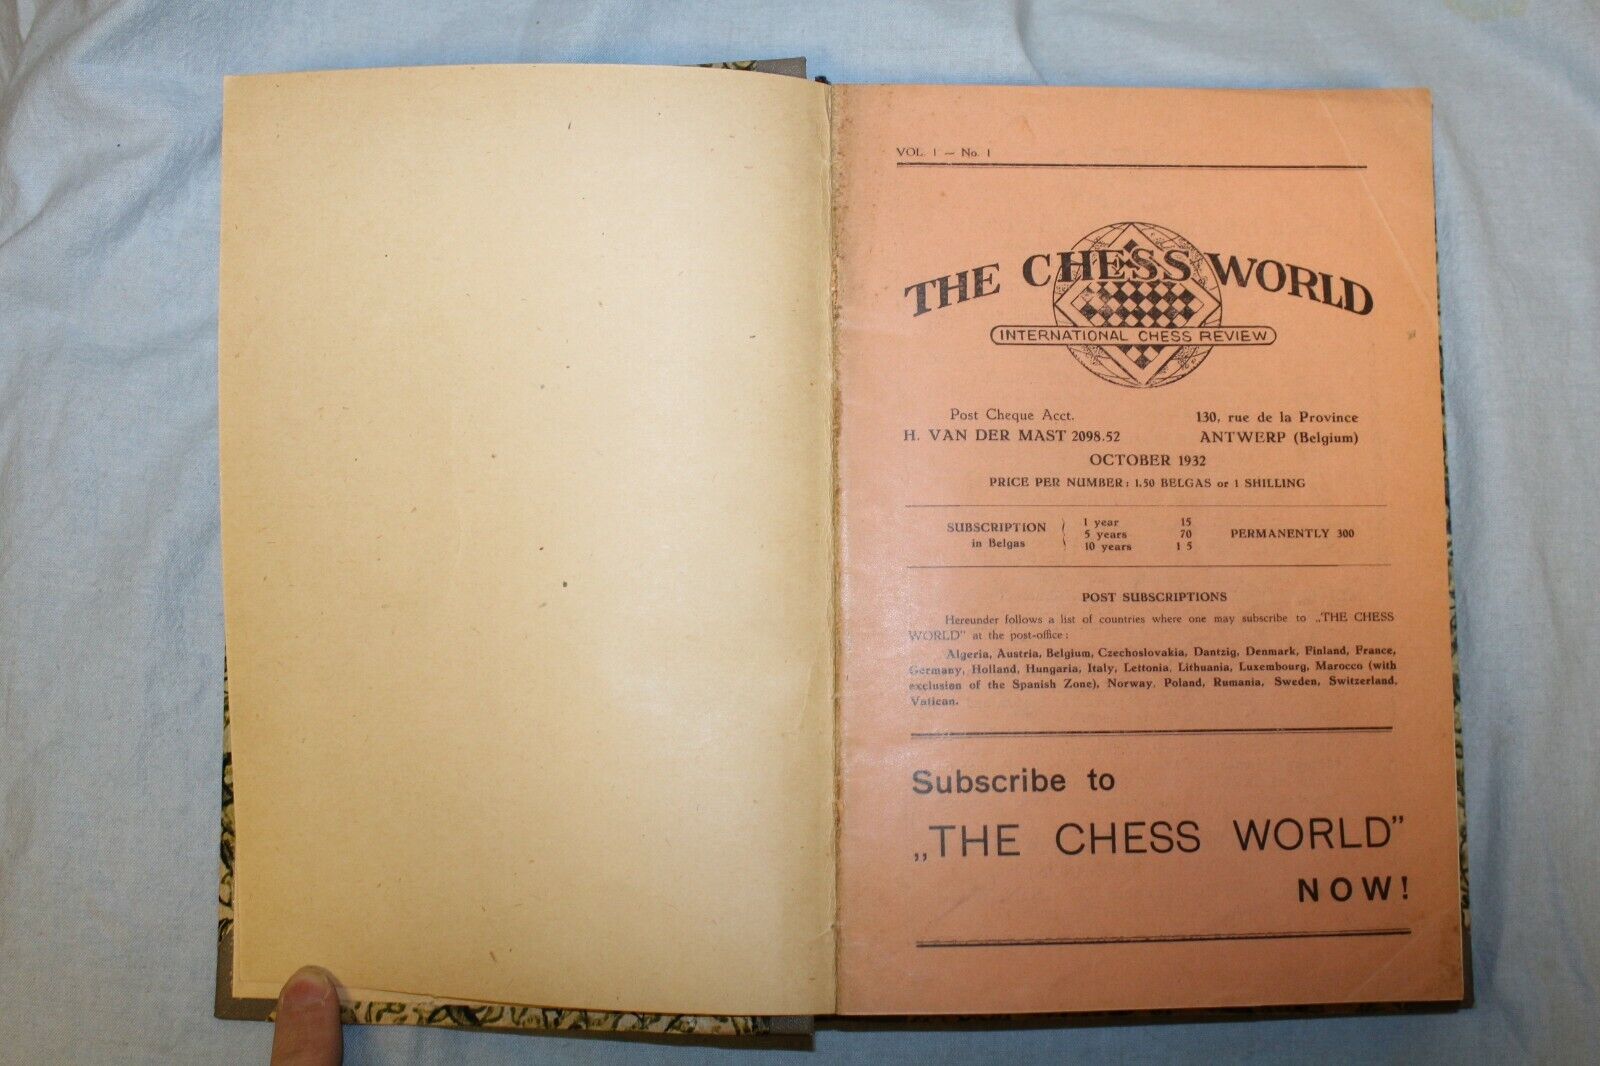 VOL. 1 — No. 1
THE CHESS WORLD
INTERNATIONAL CHESS REVIEW
Post Cheque Acct.
H. VAN DER MAST 2098.52
130, rue de la Province
ANTWERP (Belgium)
OCTOBER 1932
PRICE PER NUMBER: 1.50 BELGAS or 1 SHILLING
SUBSCRIPTION
in Belgas
1 year 15
5 years 70
10 years 1 5
PERMANENTLY 300
POST SUBSCRIPTIONS
Hereunder follows a list of countries where one may subscribe to „THE CHESS
WORLD" at the post-office:
Algeria, Austria, Belgium, Czechoslovakia, Dantzig, Denmark, Finland, France,
Germany, Holland, Hungaria, Italy, Lettonia, Lithuania, Luxembourg, Marocco (with
exclusion of the Spanish Zone), Norway, Poland, Rumania, Sweden, Switzerland,
Vatican.
Subscribe to
„THE CHESS WORLD"
NOW!